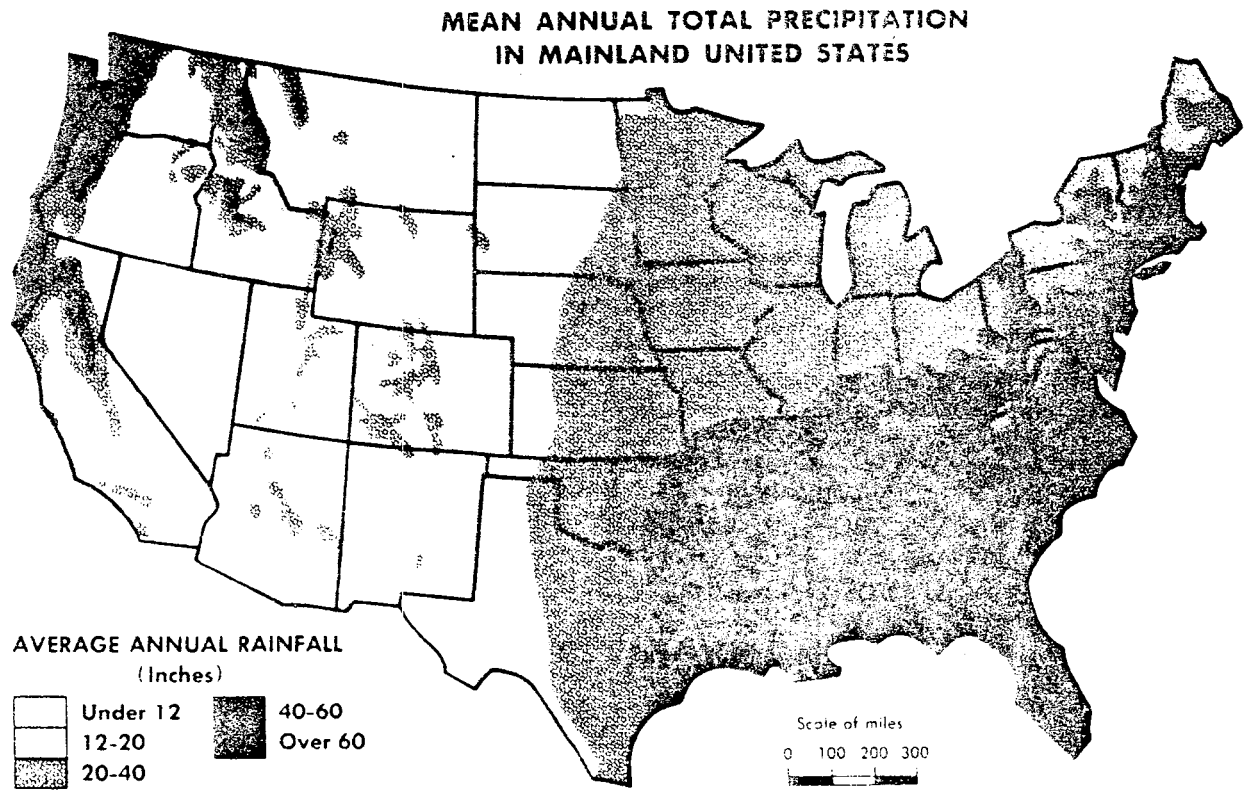 MEAN ANNUAL TOTAL PRECIPITATION
IN MAINLAND UNITED STATES
AVERAGE ANNUAL RAINFALL
(Inches)
Under 12
12-20
20-40
40-60
Over 60
Scale of miles
0 100 200 300